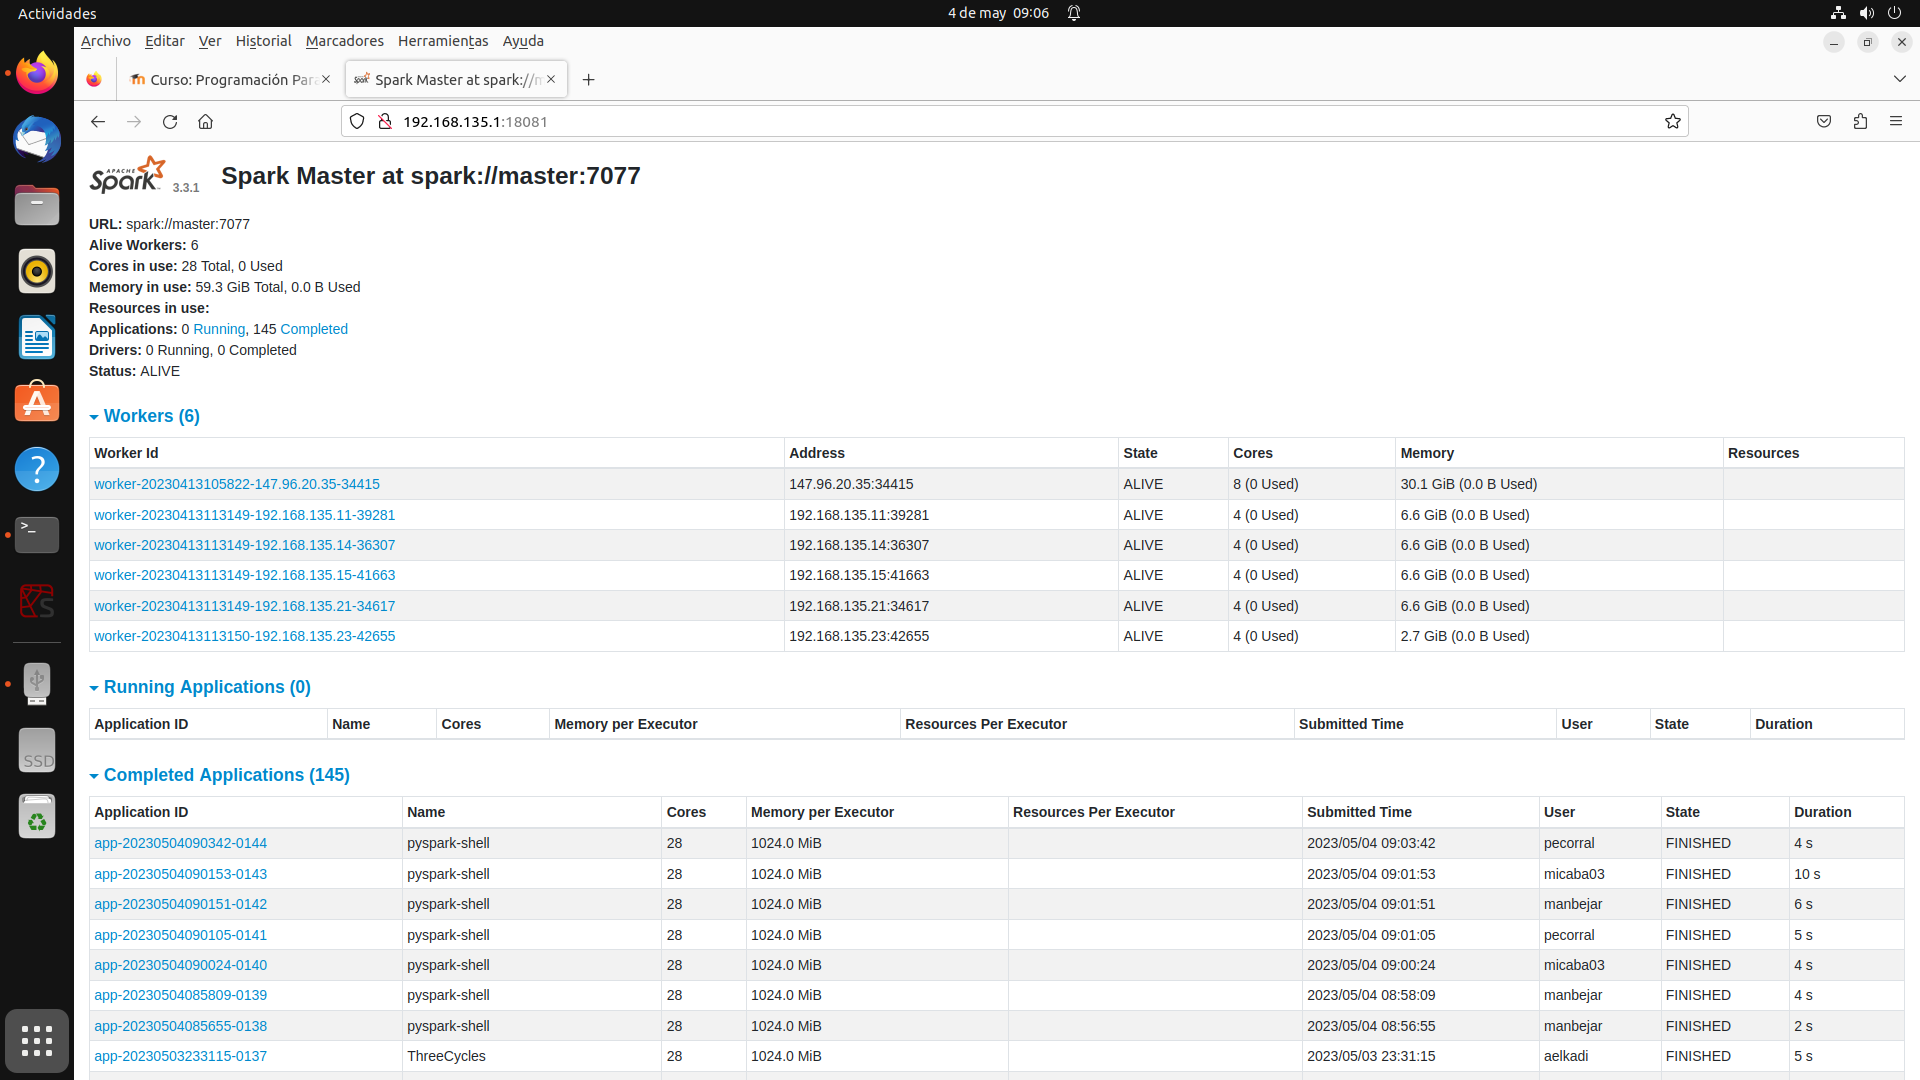 Actividades
4 de may 09:06
Archivo Editar Ver Historial Marcadores Herramientas Ayuda
Curso: Programación Par
Spark Master at spark://m
192.168.135.1:18081
APACHE
Spark 3.3.1 Spark Master at spark://master:7077
URL: spark://master:7077
Alive Workers: 6
Cores in use: 28 Total, 0 Used
Memory in use: 59.3 GiB Total, 0.0 B Used
Resources in use:
Applications: 0 Running, 145 Completed
Drivers: 0 Running, 0 Completed
Status: ALIVE
Workers (6)
Worker Id Address State Cores Memory Resources
worker-20230413105822-147.96.20.35-34415 147.96.20.35:34415 ALIVE 8 (0 Used) 30.1 GiB (0.0 B Used)
worker-20230413113149-192.168.135.11-39281 192.168.135.11:39281 ALIVE 4 (0 Used) 6.6 GiB (0.0 B Used)
worker-20230413113149-192.168.135.14-36307 192.168.135.14:36307 ALIVE 4 (0 Used) 6.6 GiB (0.0 B Used)
worker-20230413113149-192.168.135.15-41663 192.168.135.15:41663 ALIVE 4 (0 Used) 6.6 GiB (0.0 B Used)
worker-20230413113149-192.168.135.21-34617 192.168.135.21:34617 ALIVE 4 (0 Used) 6.6 GiB (0.0 B Used)
worker-20230413113150-192.168.135.23-42655 192.168.135.23:42655 ALIVE 4 (0 Used) 2.7 GiB (0.0 B Used)
Running Applications (0)
Application ID Name Cores Memory per Executor Resources Per Executor Submitted Time User State Duration
Completed Applications (145)
Application ID Name Cores Memory per Executor Resources Per Executor Submitted Time User State Duration
app-20230504090342-0144 pyspark-shell 28 1024.0 MiB 2023/05/04 09:03:42 pecorral FINISHED 4 s
app-20230504090153-0143 pyspark-shell 28 1024.0 MiB 2023/05/04 09:01:53 micaba03 FINISHED 10 s
app-20230504090151-0142 pyspark-shell 28 1024.0 MiB 2023/05/04 09:01:51 manbejar FINISHED 6 s
app-20230504090105-0141 pyspark-shell 28 1024.0 MiB 2023/05/04 09:01:05 pecorral FINISHED 5 s
app-20230504090024-0140 pyspark-shell 28 1024.0 MiB 2023/05/04 09:00:24 micaba03 FINISHED 4 s
app-20230504085809-0139 pyspark-shell 28 1024.0 MiB 2023/05/04 08:58:09 manbejar FINISHED 4 s
app-20230504085655-0138 pyspark-shell 28 1024.0 MiB 2023/05/04 08:56:55 manbejar FINISHED 2 s
app-20230503233115-0137 ThreeCycles 28 1024.0 MiB 2023/05/03 23:31:15 aelkadi FINISHED 5 s
SSD